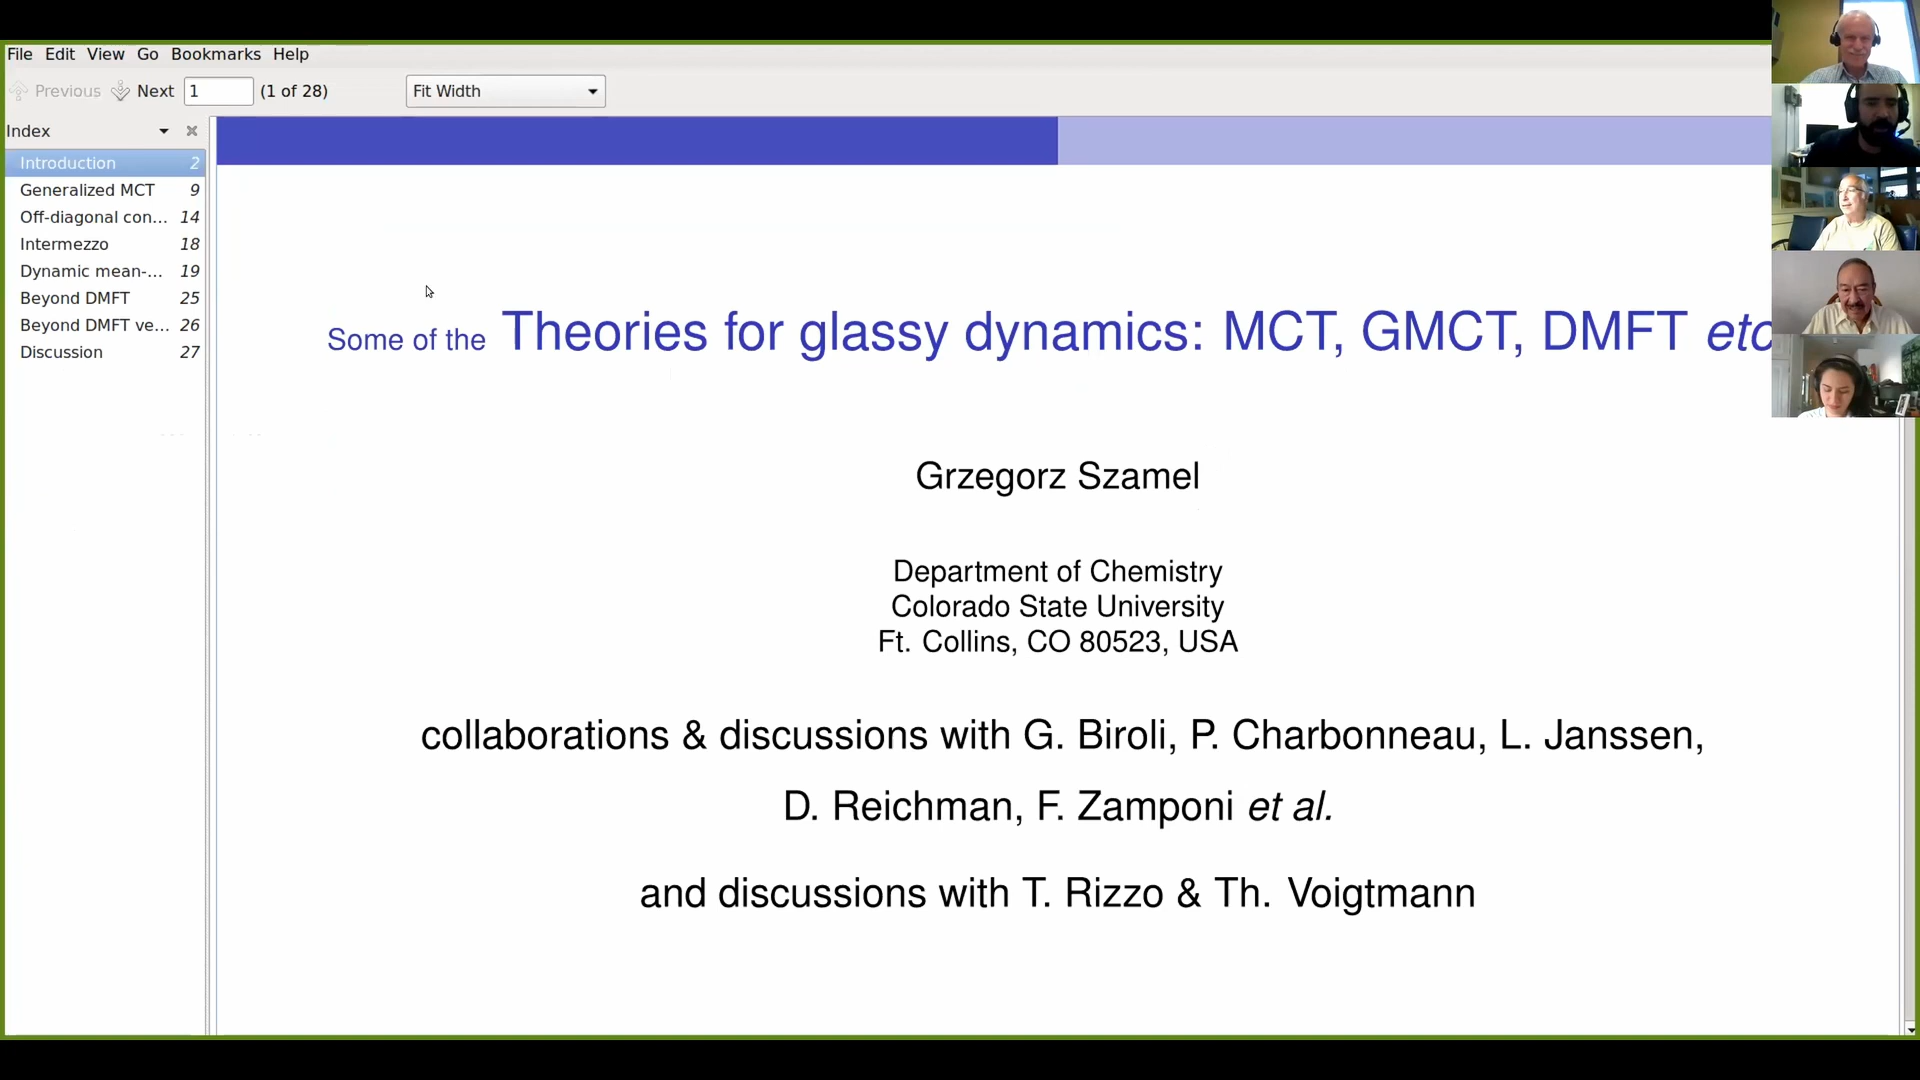 File Edit View Go Bookmarks Help
Previous Next 1 (1 of 28) Fit Width
Index
Introduction 2
Generalized MCT 9
Off-diagonal con... 14
Intermezzo 18
Dynamic mean-... 19
Beyond DMFT 25
Beyond DMFT ve... 26
Discussion 27
Some of the Theories for glassy dynamics: MCT, GMCT, DMFT etc
Grzegorz Szamel
Department of Chemistry
Colorado State University
Ft. Collins, CO 80523, USA
collaborations & discussions with G. Biroli, P. Charbonneau, L. Janssen,
D. Reichman, F. Zamponi et al.
and discussions with T. Rizzo & Th. Voigtmann